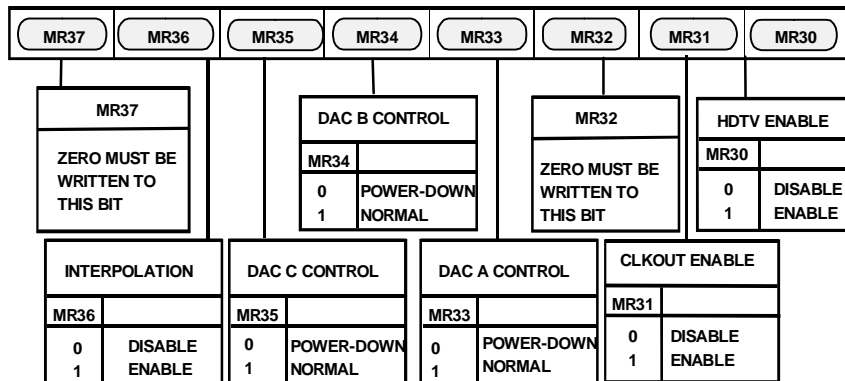 MR37 MR36 MR35 MR34 MR33 MR32 MR31 MR30
MR37
ZERO MUST BE
WRITTEN TO
THIS BIT
DAC B CONTROL
MR34
0 POWER-DOWN
1 NORMAL
MR32
ZERO MUST BE
WRITTEN TO
THIS BIT
HDTV ENABLE
MR30
0 DISABLE
1 ENABLE
INTERPOLATION
MR36
0 DISABLE
1 ENABLE
DAC C CONTROL
MR35
0 POWER-DOWN
1 NORMAL
DAC A CONTROL
MR33
0 POWER-DOWN
1 NORMAL
CLKOUT ENABLE
MR31
0 DISABLE
1 ENABLE